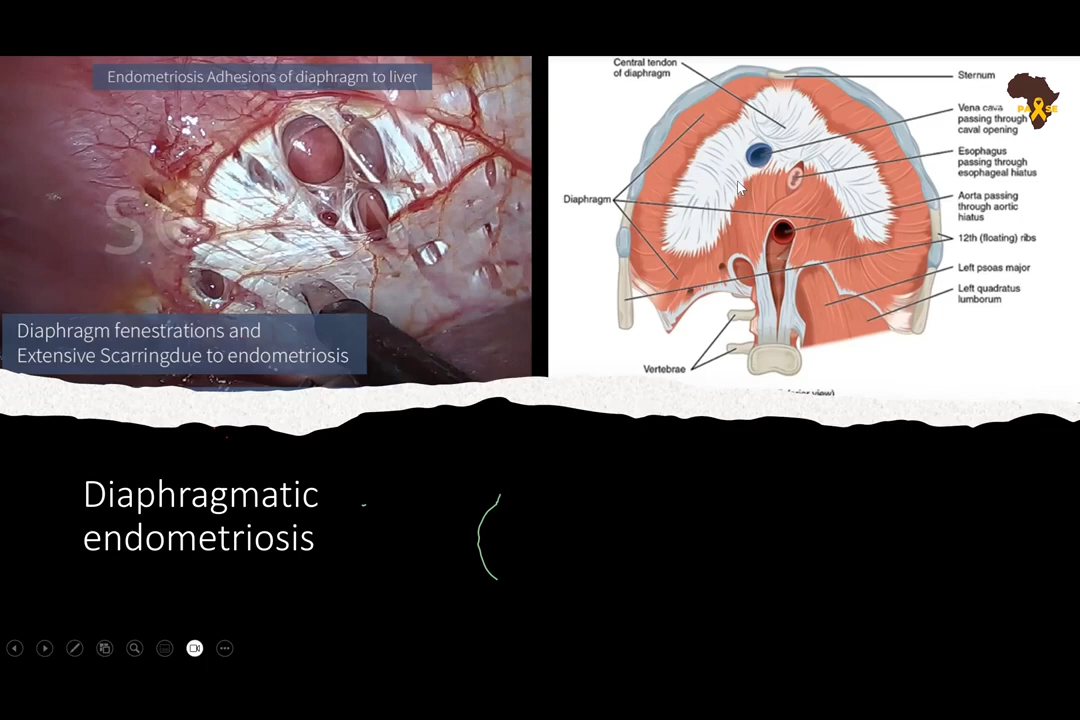 Endometriosis Adhesions of diaphragm to liver
Diaphragm fenestrations and
Extensive Scarringdue to endometriosis
Central tendon
of diaphragm
Diaphragm
Vertebrae
Sternum
Vena cava
passing through
caval opening
Esophagus
passing through
esophageal hiatus
Aorta passing
through aortic
hiatus
12th (floating) ribs
Left psoas major
Left quadratus
lumborum
view)
Diaphragmatic
endometriosis